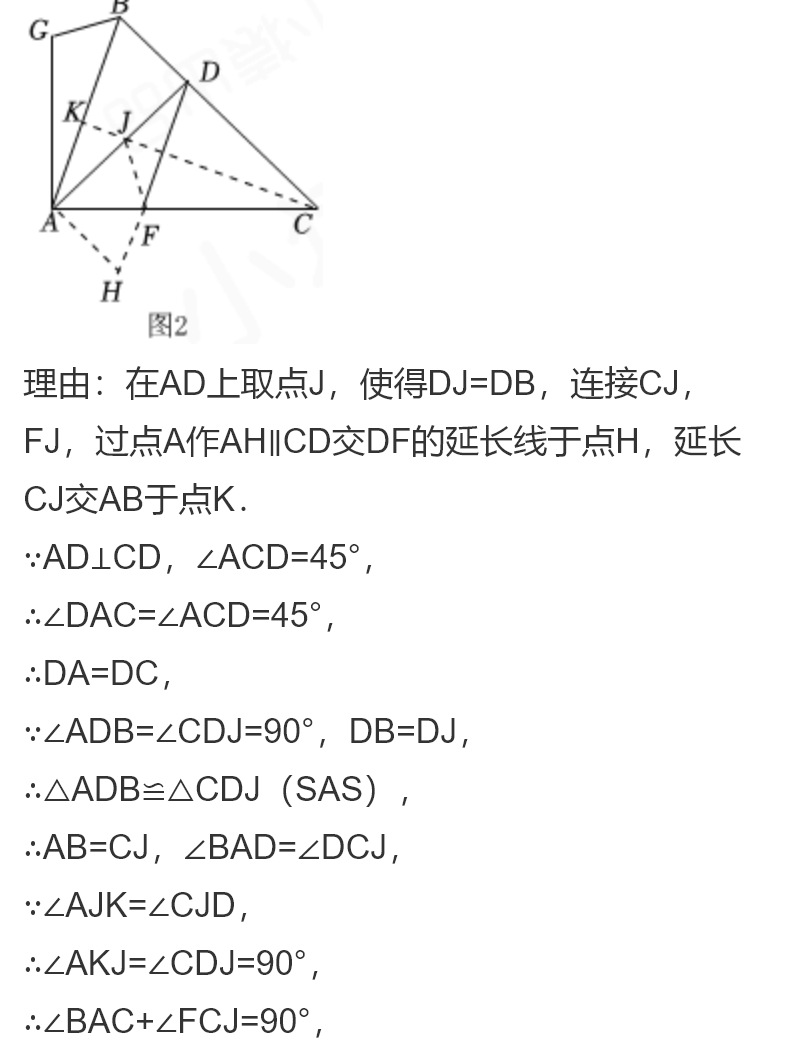 B
G
D
K
J
A
F
C
H
图2
理由：在AD上取点J，使得DJ=DB，连接CJ，
FJ，过点A作AH∥CD交DF的延长线于点H，延长
CJ交AB于点K．
∵AD⊥CD，∠ACD=45°，
∴∠DAC=∠ACD=45°，
∴DA=DC，
∵∠ADB=∠CDJ=90°，DB=DJ，
∴△ADB≌△CDJ（SAS），
∴AB=CJ，∠BAD=∠DCJ，
∵∠AJK=∠CJD，
∴∠AKJ=∠CDJ=90°，
∴∠BAC+∠FCJ=90°，